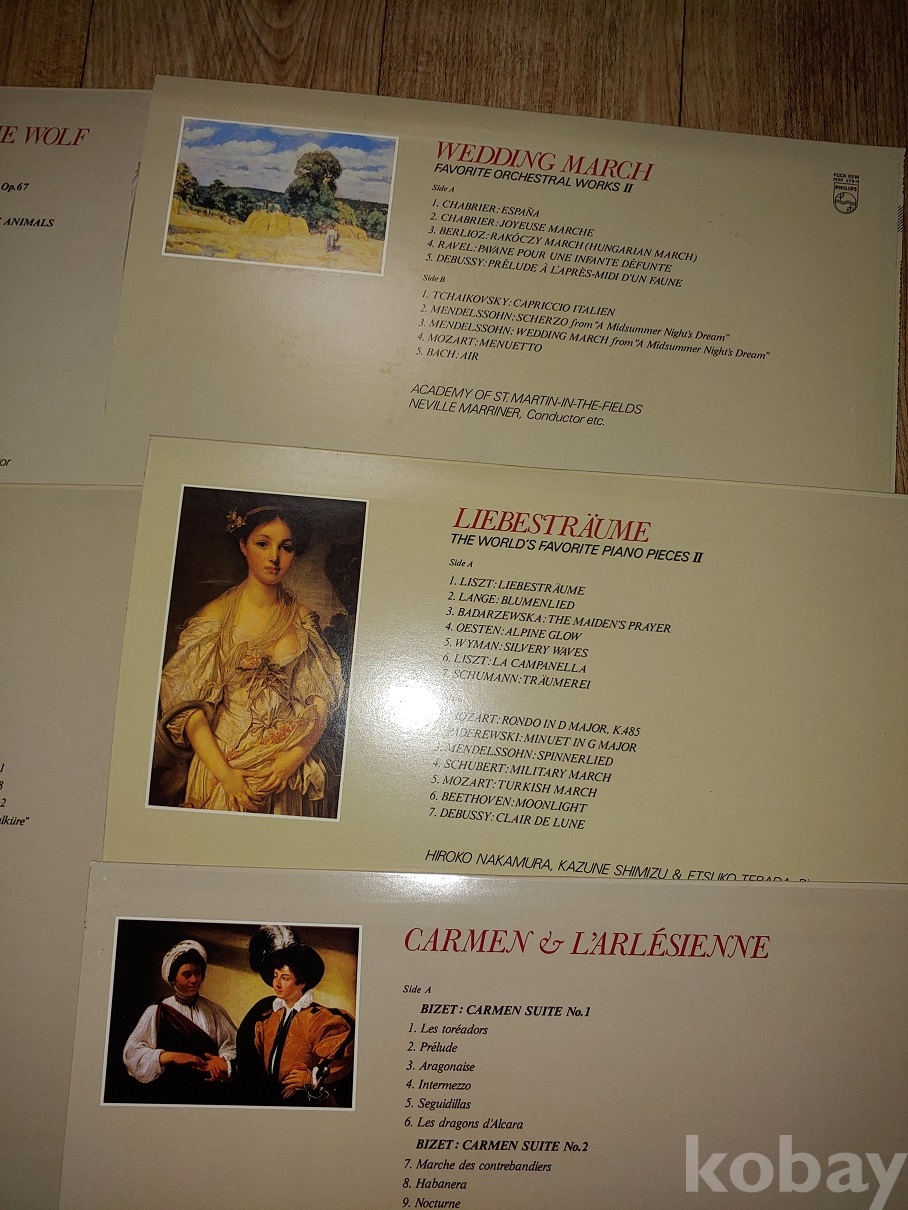 E WOLF
Op.67
ANIMALS
or
1
8
2
alküre"
WEDDING MARCH
FAVORITE ORCHESTRAL WORKS II
Side A
1. CHABRIER: ESPAÑA
2. CHABRIER: JOYEUSE MARCHE
3. BERLIOZ: RAKÓCZY MARCH (HUNGARIAN MARCH)
4. RAVEL: PAVANE POUR UNE INFANTE DÉFUNTE
5. DEBUSSY: PRÉLUDE À L'APRÈS-MIDI D'UN FAUNE
Side B
1. TCHAIKOVSKY: CAPRICCIO ITALIEN
2. MENDELSSOHN: SCHERZO from "A Midsummer Night's Dream"
3. MENDELSSOHN: WEDDING MARCH from "A Midsummer Night's Dream"
4. MOZART: MENUETTO
5. BACH: AIR
ACADEMY OF ST. MARTIN-IN-THE-FIELDS
NEVILLE MARRINER, Conductor etc.
PHILIPS
LIEBESTRÄUME
THE WORLD'S FAVORITE PIANO PIECES II
Side A
1. LISZT: LIEBESTRÄUME
2. LANGE: BLUMENLIED
3. BADARZEWSKA: THE MAIDEN'S PRAYER
4. OESTEN: ALPINE GLOW
5. WYMAN: SILVERY WAVES
6. LISZT: LA CAMPANELLA
7. SCHUMANN: TRÄUMEREI
MOZART: RONDO IN D MAJOR, K.485
PADEREWSKI: MINUET IN G MAJOR
3. MENDELSSOHN: SPINNERLIED
4. SCHUBERT: MILITARY MARCH
5. MOZART: TURKISH MARCH
6. BEETHOVEN: MOONLIGHT
7. DEBUSSY: CLAIR DE LUNE
HIROKO NAKAMURA, KAZUNE SHIMIZU & ETSUKO TERADA,
CARMEN & L'ARLÉSIENNE
Side A
BIZET: CARMEN SUITE No.1
1. Les toréadors
2. Prélude
3. Aragonaise
4. Intermezzo
5. Seguidillas
6. Les dragons d'Alcara
BIZET: CARMEN SUITE No.2
7. Marche des contrebandiers
8. Habanera
9. Nocturne
kobay